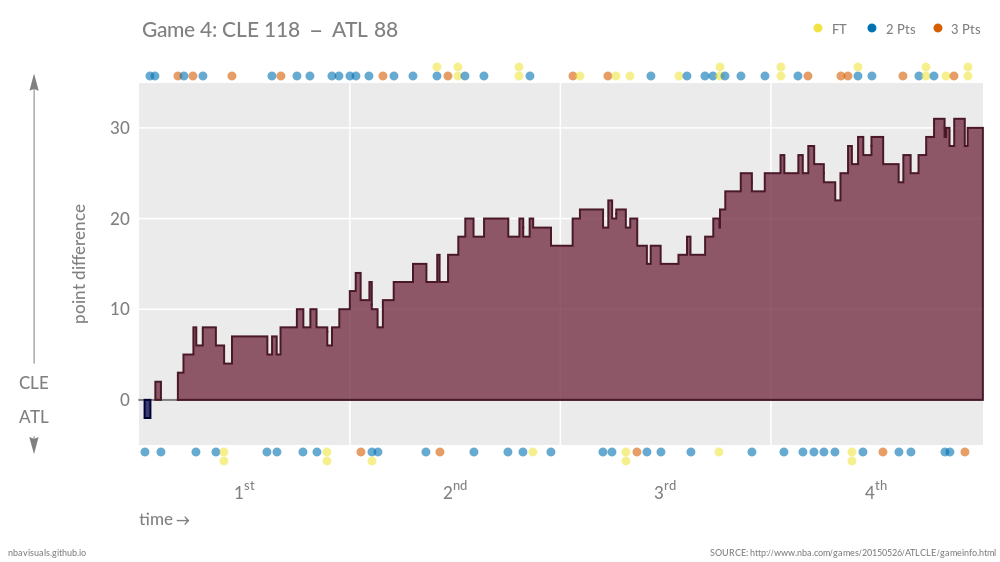 Game 4: CLE 118 – ATL 88
FT
2 Pts
3 Pts
30
20
10
0
point difference
CLE
ATL
1st
2nd
3rd
4th
time→
nbavisuals.github.io
SOURCE: http://www.nba.com/games/20150526/ATLCLE/gameinfo.html